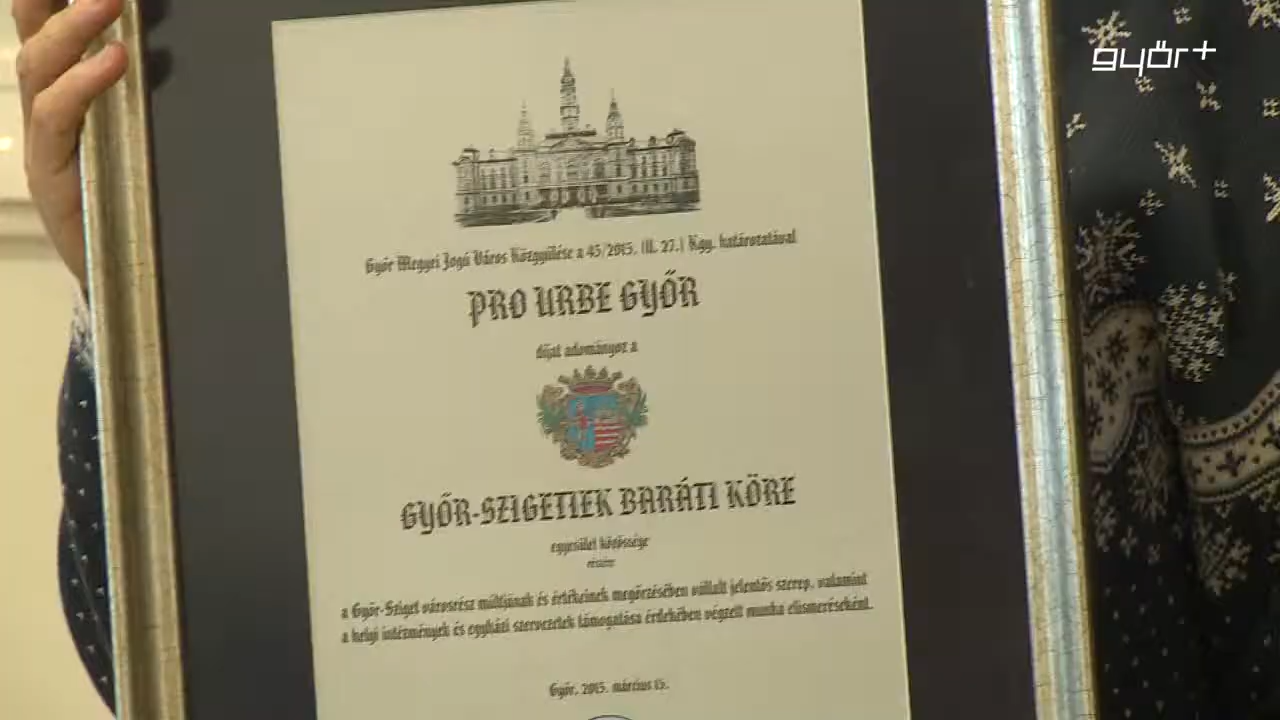 győr+
Győr Megyei Jogú Város Közgyűlése a 45/2015. (II. 27.) Kgy. határozatával
PRO URBE GYŐR
díjat adományoz a
GYŐR-SZIGETIEK BARÁTI KÖRE
egyesület közössége
részére
a Győr-Sziget városrész múltjának és értékeinek megőrzésében vállalt jelentős szerep, valamint
a helyi intézmények és egyházi szervezetek támogatása érdekében végzett munka elismeréseként.
Győr, 2015. március 15.